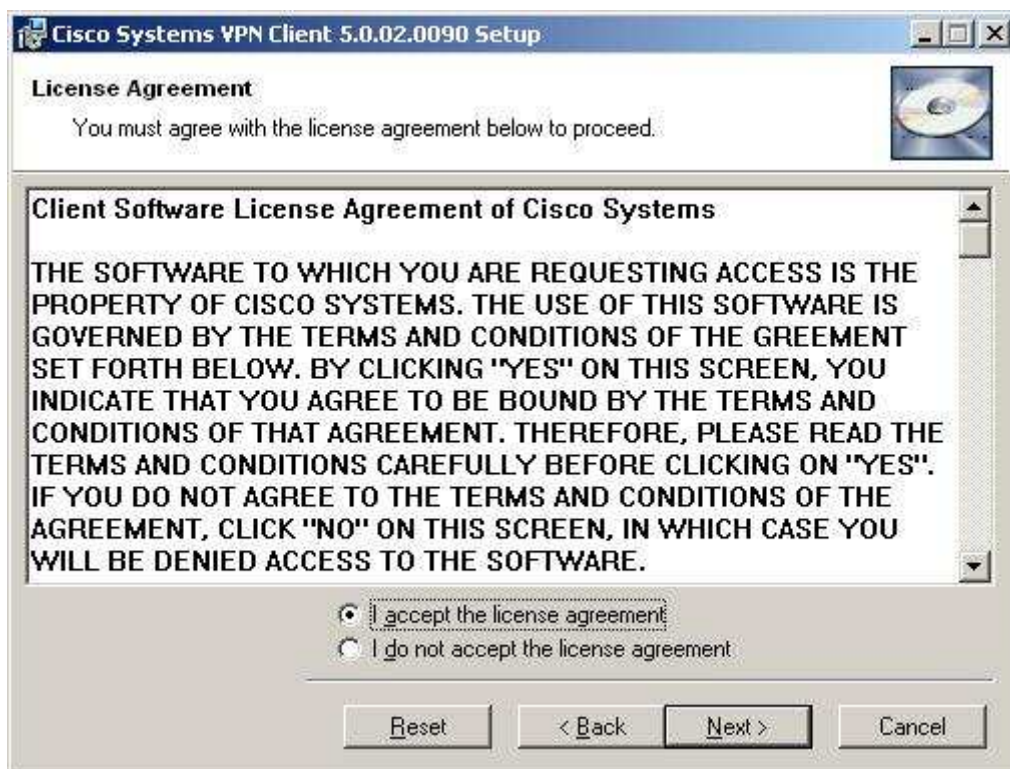 Cisco Systems VPN Client 5.0.02.0090 Setup
License Agreement
You must agree with the license agreement below to proceed.
Client Software License Agreement of Cisco Systems
THE SOFTWARE TO WHICH YOU ARE REQUESTING ACCESS IS THE
PROPERTY OF CISCO SYSTEMS. THE USE OF THIS SOFTWARE IS
GOVERNED BY THE TERMS AND CONDITIONS OF THE GREEMENT
SET FORTH BELOW. BY CLICKING "YES" ON THIS SCREEN, YOU
INDICATE THAT YOU AGREE TO BE BOUND BY THE TERMS AND
CONDITIONS OF THAT AGREEMENT. THEREFORE, PLEASE READ THE
TERMS AND CONDITIONS CAREFULLY BEFORE CLICKING ON "YES".
IF YOU DO NOT AGREE TO THE TERMS AND CONDITIONS OF THE
AGREEMENT, CLICK "NO" ON THIS SCREEN, IN WHICH CASE YOU
WILL BE DENIED ACCESS TO THE SOFTWARE.
I accept the license agreement
I do not accept the license agreement
Reset < Back Next > Cancel